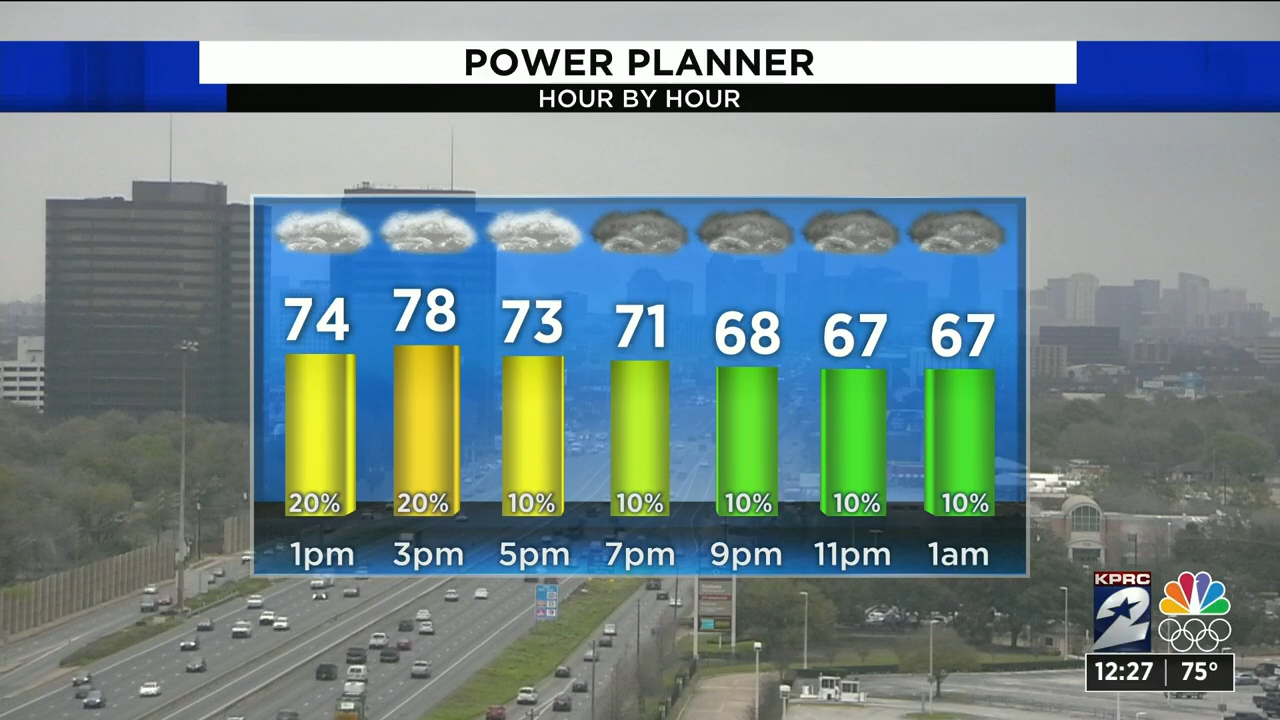 POWER PLANNER
HOUR BY HOUR
74 78 73 71 68 67 67
20% 20% 10% 10% 10% 10% 10%
1pm 3pm 5pm 7pm 9pm 11pm 1am
KPRC
2
12:27 75°